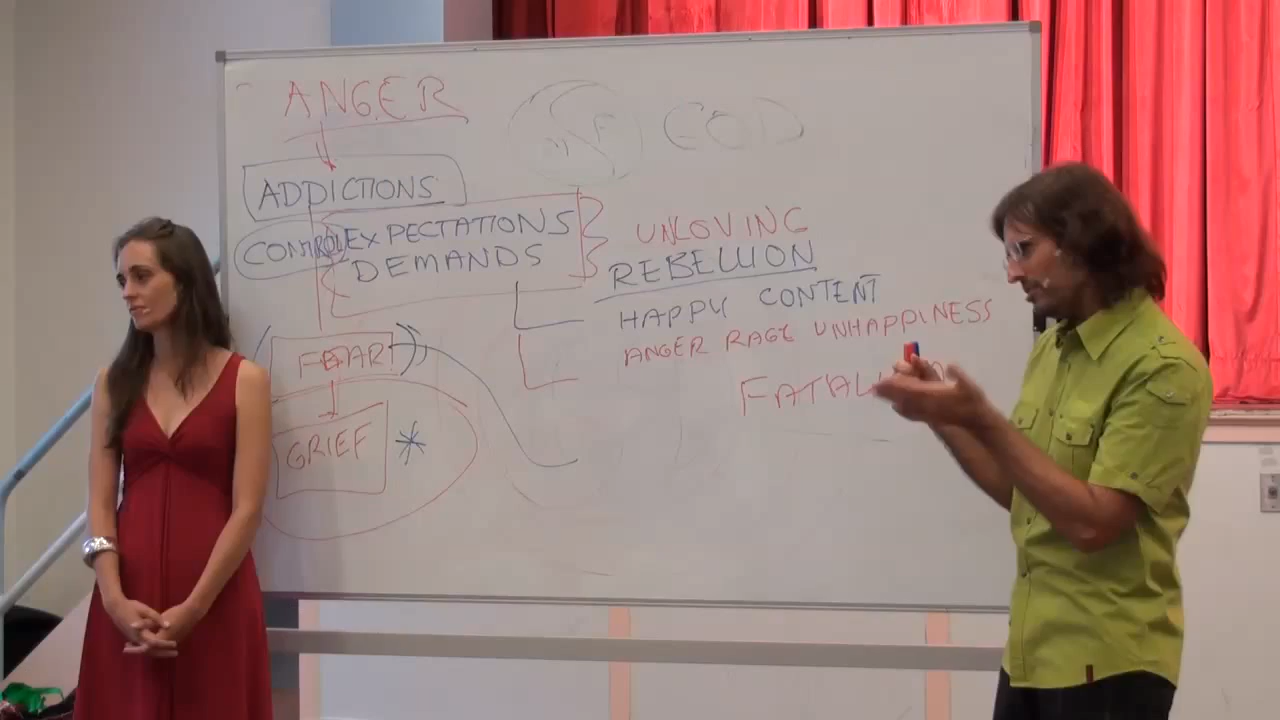 ANGER
GOD
ADDICTIONS
CONTROL EXPECTATIONS
DEMANDS
UNLOVING
REBELLION
HAPPY CONTENT
ANGER RAGE UNHAPPINESS
FEAR
GRIEF *